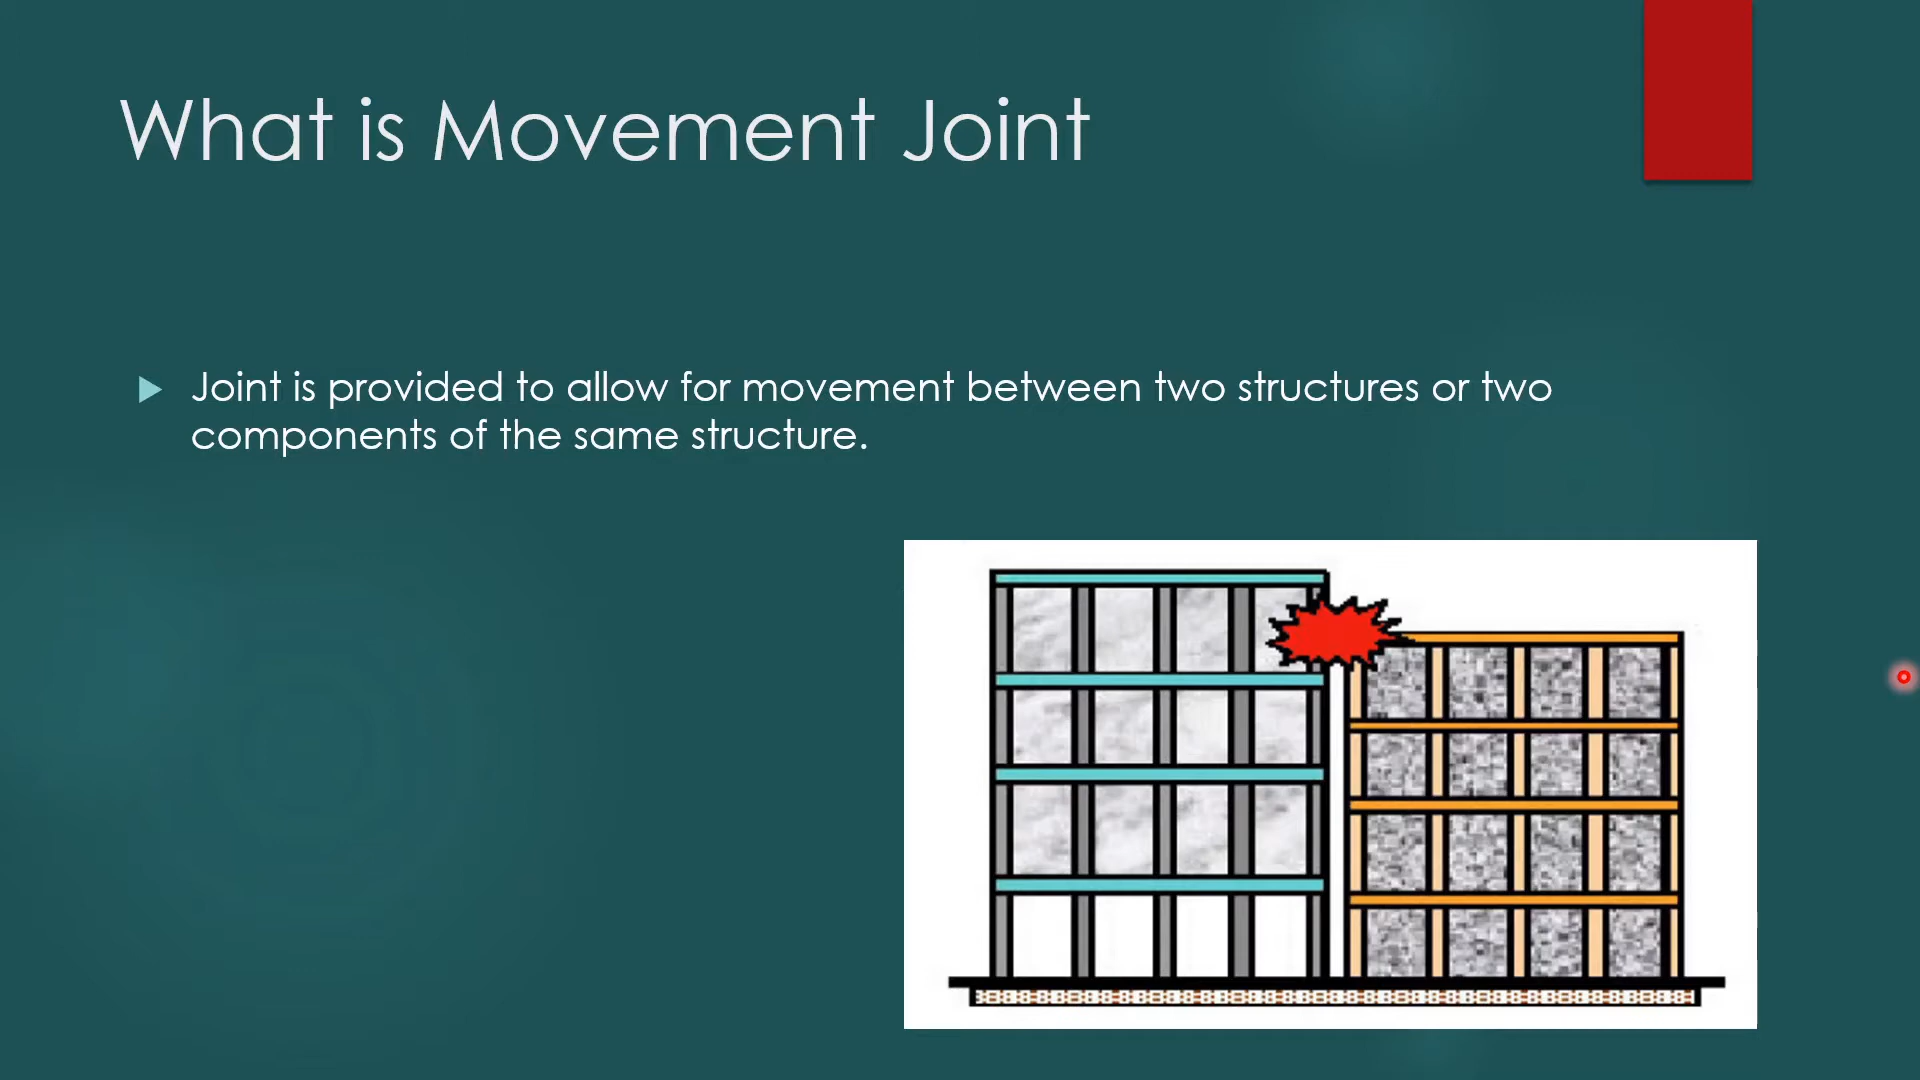 What is Movement Joint
Joint is provided to allow for movement between two structures or two
components of the same structure.